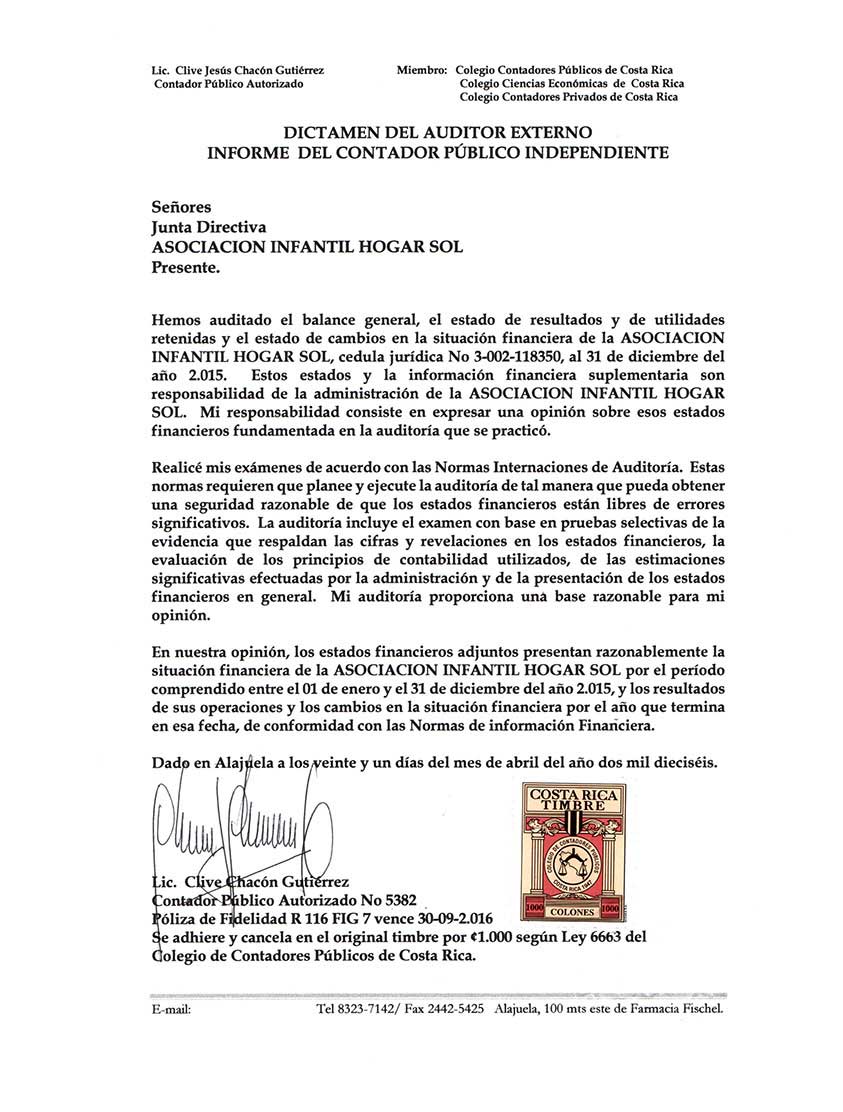 Lic. Clive Jesús Chacón Gutiérrez
Contador Público Autorizado
Miembro: Colegio Contadores Públicos de Costa Rica
Colegio Ciencias Económicas de Costa Rica
Colegio Contadores Privados de Costa Rica
DICTAMEN DEL AUDITOR EXTERNO
INFORME DEL CONTADOR PÚBLICO INDEPENDIENTE
Señores
Junta Directiva
ASOCIACION INFANTIL HOGAR SOL
Presente.
Hemos auditado el balance general, el estado de resultados y de utilidades
retenidas y el estado de cambios en la situación financiera de la ASOCIACION
INFANTIL HOGAR SOL, cedula jurídica No 3-002-118350, al 31 de diciembre del
año 2.015. Estos estados y la información financiera suplementaria son
responsabilidad de la administración de la ASOCIACION INFANTIL HOGAR
SOL. Mi responsabilidad consiste en expresar una opinión sobre esos estados
financieros fundamentada en la auditoría que se practicó.
Realicé mis exámenes de acuerdo con las Normas Internaciones de Auditoría. Estas
normas requieren que planee y ejecute la auditoría de tal manera que pueda obtener
una seguridad razonable de que los estados financieros están libres de errores
significativos. La auditoría incluye el examen con base en pruebas selectivas de la
evidencia que respaldan las cifras y revelaciones en los estados financieros, la
evaluación de los principios de contabilidad utilizados, de las estimaciones
significativas efectuadas por la administración y de la presentación de los estados
financieros en general. Mi auditoría proporciona una base razonable para mi
opinión.
En nuestra opinión, los estados financieros adjuntos presentan razonablemente la
situación financiera de la ASOCIACION INFANTIL HOGAR SOL por el período
comprendido entre el 01 de enero y el 31 de diciembre del año 2.015, y los resultados
de sus operaciones y los cambios en la situación financiera por el año que termina
en esa fecha, de conformidad con las Normas de información Financiera.
Dado en Alajuela a los veinte y un días del mes de abril del año dos mil dieciséis.
COSTA RICA
TIMBRE
COLEGIO DE CONTADORES PUBLICOS
COSTA RICA 1947
1000 COLONES 1000
Lic. Clive Chacón Gutiérrez
Contador Público Autorizado No 5382
Póliza de Fidelidad R 116 FIG 7 vence 30-09-2.016
Se adhiere y cancela en el original timbre por ¢1.000 según Ley 6663 del
Colegio de Contadores Públicos de Costa Rica.
E-mail:
Tel 8323-7142/ Fax 2442-5425 Alajuela, 100 mts este de Farmacia Fischel.